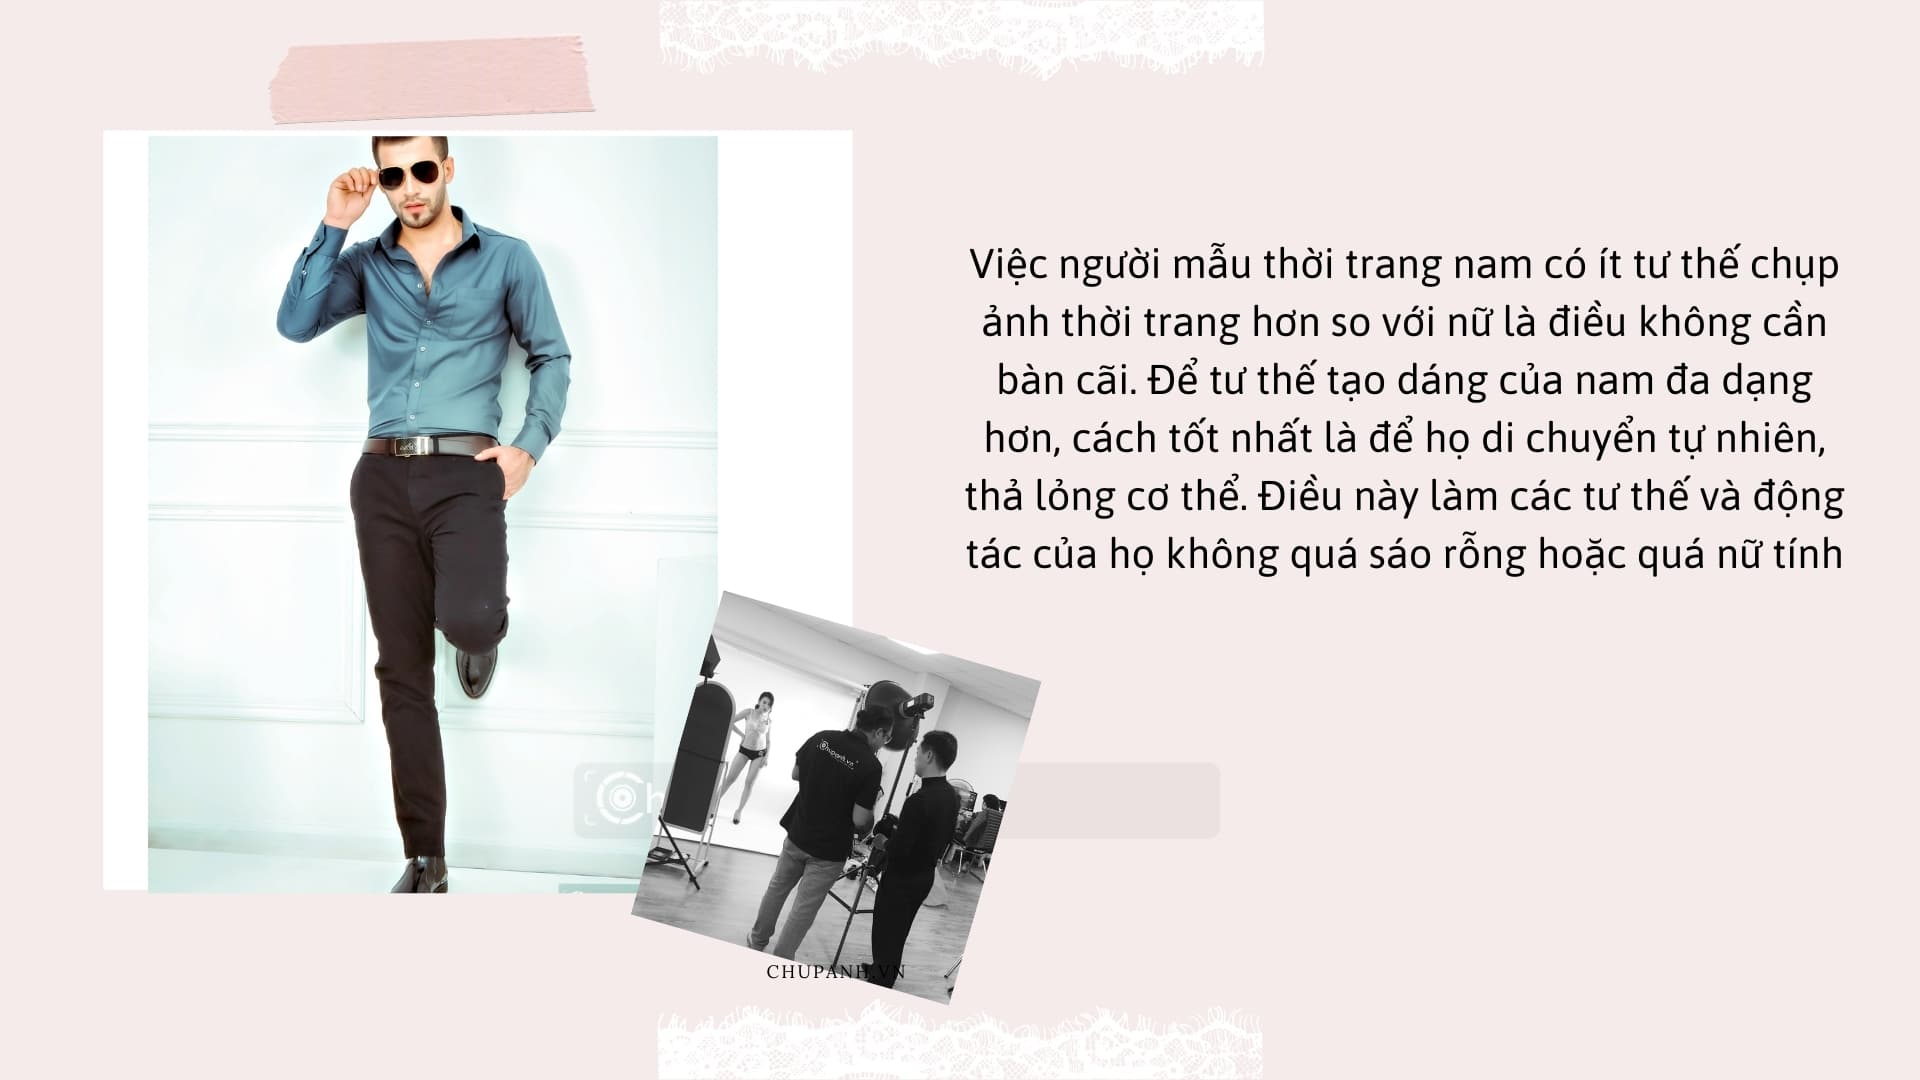 Việc người mẫu thời trang nam có ít tư thế chụp
ảnh thời trang hơn so với nữ là điều không cần
bàn cãi. Để tư thế tạo dáng của nam đa dạng
hơn, cách tốt nhất là để họ di chuyển tự nhiên,
thả lỏng cơ thể. Điều này làm các tư thế và động
tác của họ không quá sáo rỗng hoặc quá nữ tính
Chupanh.vn
CHUPANH.VN